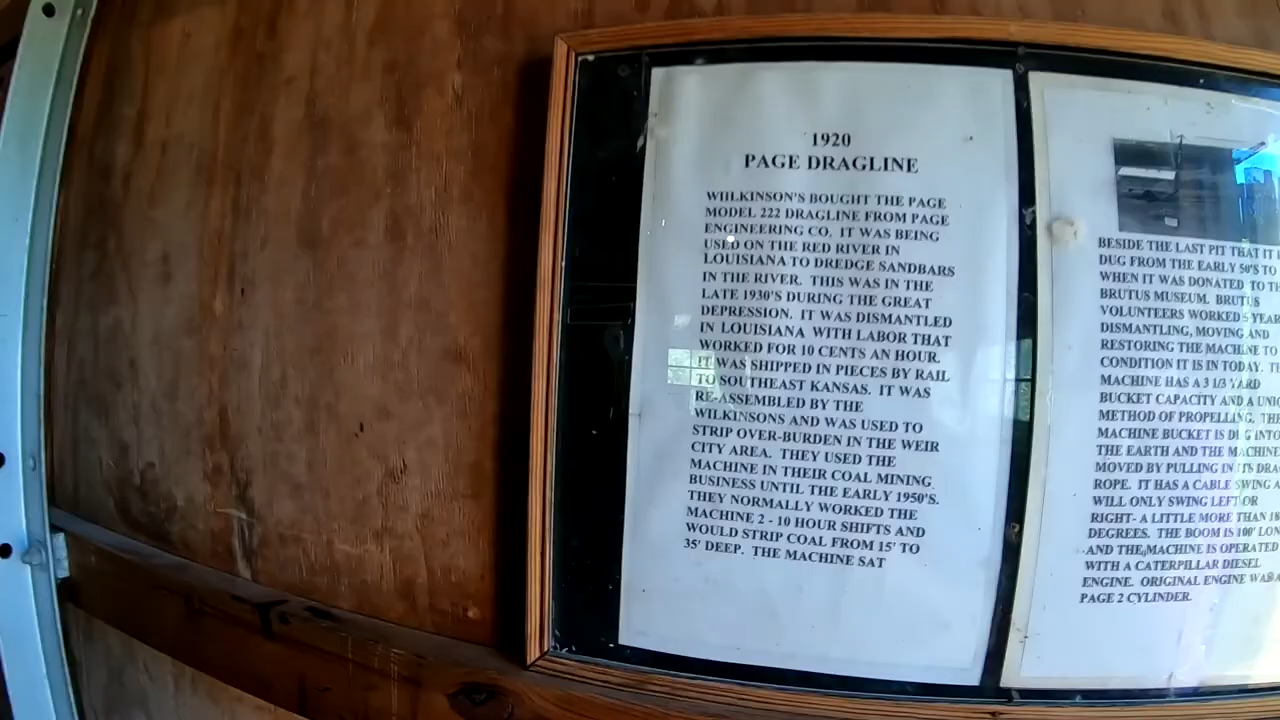 1920
PAGE DRAGLINE
WIILKINSON'S BOUGHT THE PAGE
MODEL 222 DRAGLINE FROM PAGE
ENGINEERING CO. IT WAS BEING
USED ON THE RED RIVER IN
LOUISIANA TO DREDGE SANDBARS
IN THE RIVER. THIS WAS IN THE
LATE 1930'S DURING THE GREAT
DEPRESSION. IT WAS DISMANTLED
IN LOUISIANA WITH LABOR THAT
WORKED FOR 10 CENTS AN HOUR.
IT WAS SHIPPED IN PIECES BY RAIL
TO SOUTHEAST KANSAS. IT WAS
RE-ASSEMBLED BY THE
WILKINSONS AND WAS USED TO
STRIP OVER-BURDEN IN THE WEIR
CITY AREA. THEY USED THE
MACHINE IN THEIR COAL MINING
BUSINESS UNTIL THE EARLY 1950'S.
THEY NORMALLY WORKED THE
MACHINE 2 - 10 HOUR SHIFTS AND
WOULD STRIP COAL FROM 15' TO
35' DEEP. THE MACHINE SAT
BESIDE THE LAST PIT THAT IT
DUG FROM THE EARLY 50'S TO
WHEN IT WAS DONATED TO
BRUTUS MUSEUM. BRUTUS
VOLUNTEERS WORKED 5
DISMANTLING, MOVING AND
RESTORING THE MACHINE TO
CONDITION IT IS IN TODAY.
MACHINE HAS A 3 1/3 YARD
BUCKET CAPACITY AND A
METHOD OF PROPELLING.
MACHINE BUCKET IS DUG INTO
THE EARTH AND THE MACHINE
MOVED BY PULLING IN ITS
ROPE. IT HAS A CABLE SWING
WILL ONLY SWING LEFT OR
RIGHT- A LITTLE MORE THAN
DEGREES. THE BOOM IS 100'
AND THE MACHINE IS OPERATED
WITH A CATERPILLAR DIESEL
ENGINE. ORIGINAL ENGINE WAS
PAGE 2 CYLINDER.